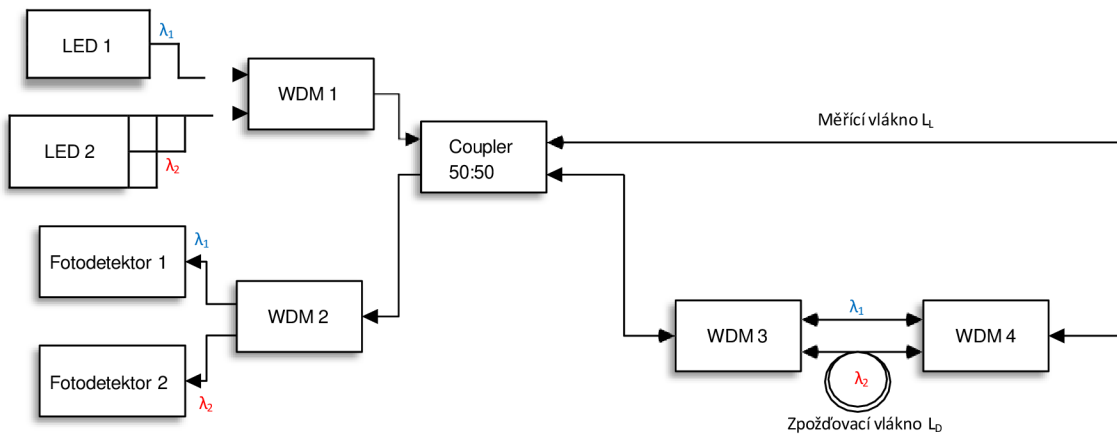 LED 1
λ1
WDM 1
LED 2
λ2
Coupler
50:50
Měřící vlákno LL
Fotodetektor 1
λ1
WDM 2
Fotodetektor 2
λ2
WDM 3
λ1
WDM 4
λ2
Zpožďovací vlákno LD